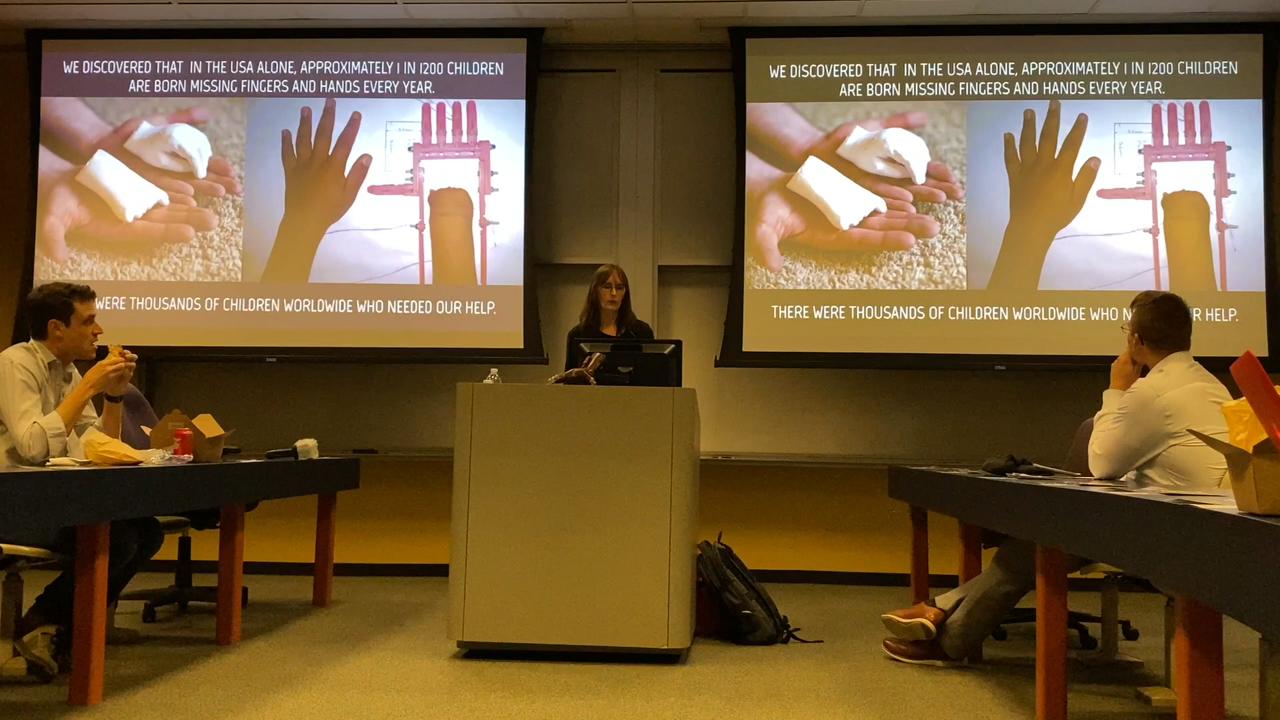 WE DISCOVERED THAT IN THE USA ALONE, APPROXIMATELY 1 IN 1200 CHILDREN
ARE BORN MISSING FINGERS AND HANDS EVERY YEAR.
WERE THOUSANDS OF CHILDREN WORLDWIDE WHO NEEDED OUR HELP.
WE DISCOVERED THAT IN THE USA ALONE, APPROXIMATELY 1 IN 1200 CHILDREN
ARE BORN MISSING FINGERS AND HANDS EVERY YEAR.
THERE WERE THOUSANDS OF CHILDREN WORLDWIDE WHO HELP.